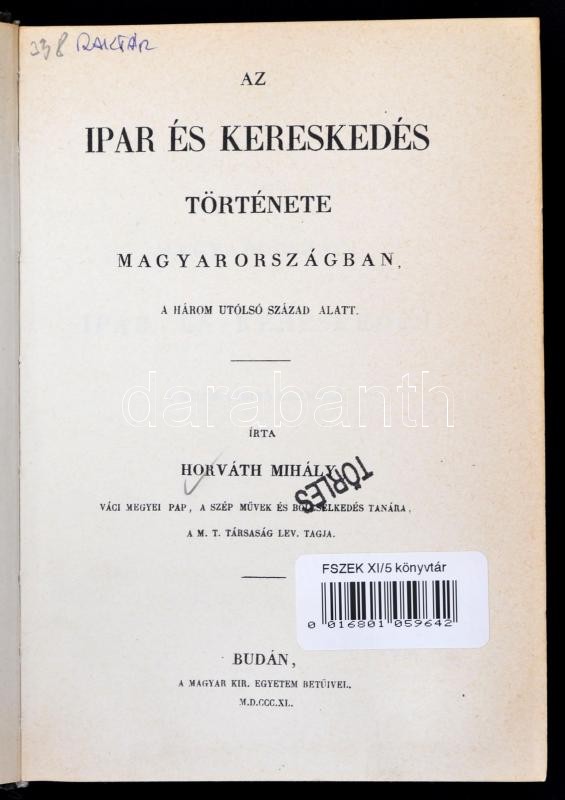 338 RAKTÁR
AZ
IPAR ÉS KERESKEDÉS
TÖRTÉNETE
MAGYARORSZÁGBAN,
A HÁROM UTÓLSÓ SZÁZAD ALATT.
darabanth
ÍRTA
HORVÁTH MIHÁLY
TÖRLÉS
VÁCI MEGYEI PAP, A SZÉP MŰVEK ÉS BÖLCSELKEDÉS TANÁRA,
A M. T. TÁRSASÁG LEV. TAGJA.
FSZEK XI/5 könyvtár
0 016801 059642
BUDÁN,
A MAGYAR KIR. EGYETEM BETŰIVEL.
M.D.CCC.XL.